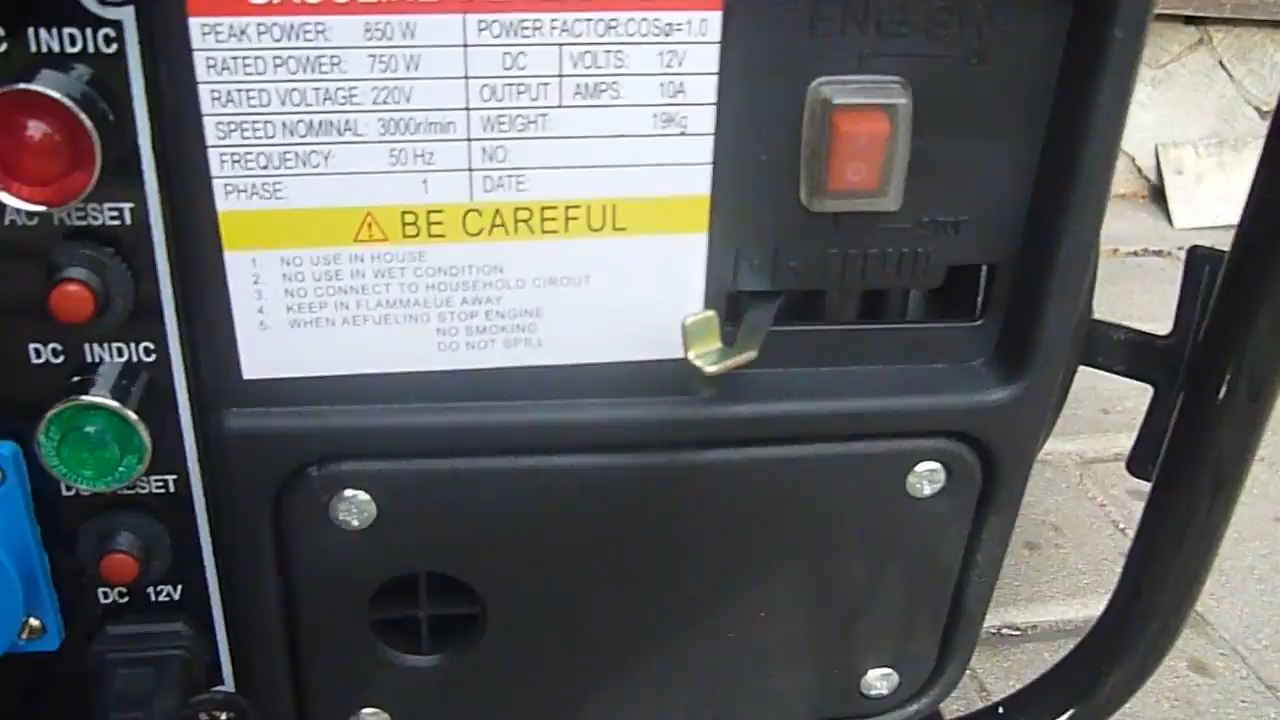 GASOLINE
PEAK POWER: 850 W
POWER FACTOR:COSø=1.0
RATED POWER: 750 W
DC VOLTS: 12V
RATED VOLTAGE: 220V
OUTPUT AMPS: 10A
SPEED NOMINAL: 3000r/min
WEIGHT: 19Kg
FREQUENCY: 50 Hz
NO:
PHASE: 1
DATE:
BE CAREFUL
1. NO USE IN HOUSE
2. NO USE IN WET CONDITION
3. NO CONNECT TO HOUSEHOLD CIROUT
4. KEEP IN FLAMMAEUE AWAY
5. WHEN AEFUELING STOP ENGINE
NO SMOKING
DO NOT SPILL
C INDIC
AC RESET
DC INDIC
DC RESET
DC 12V